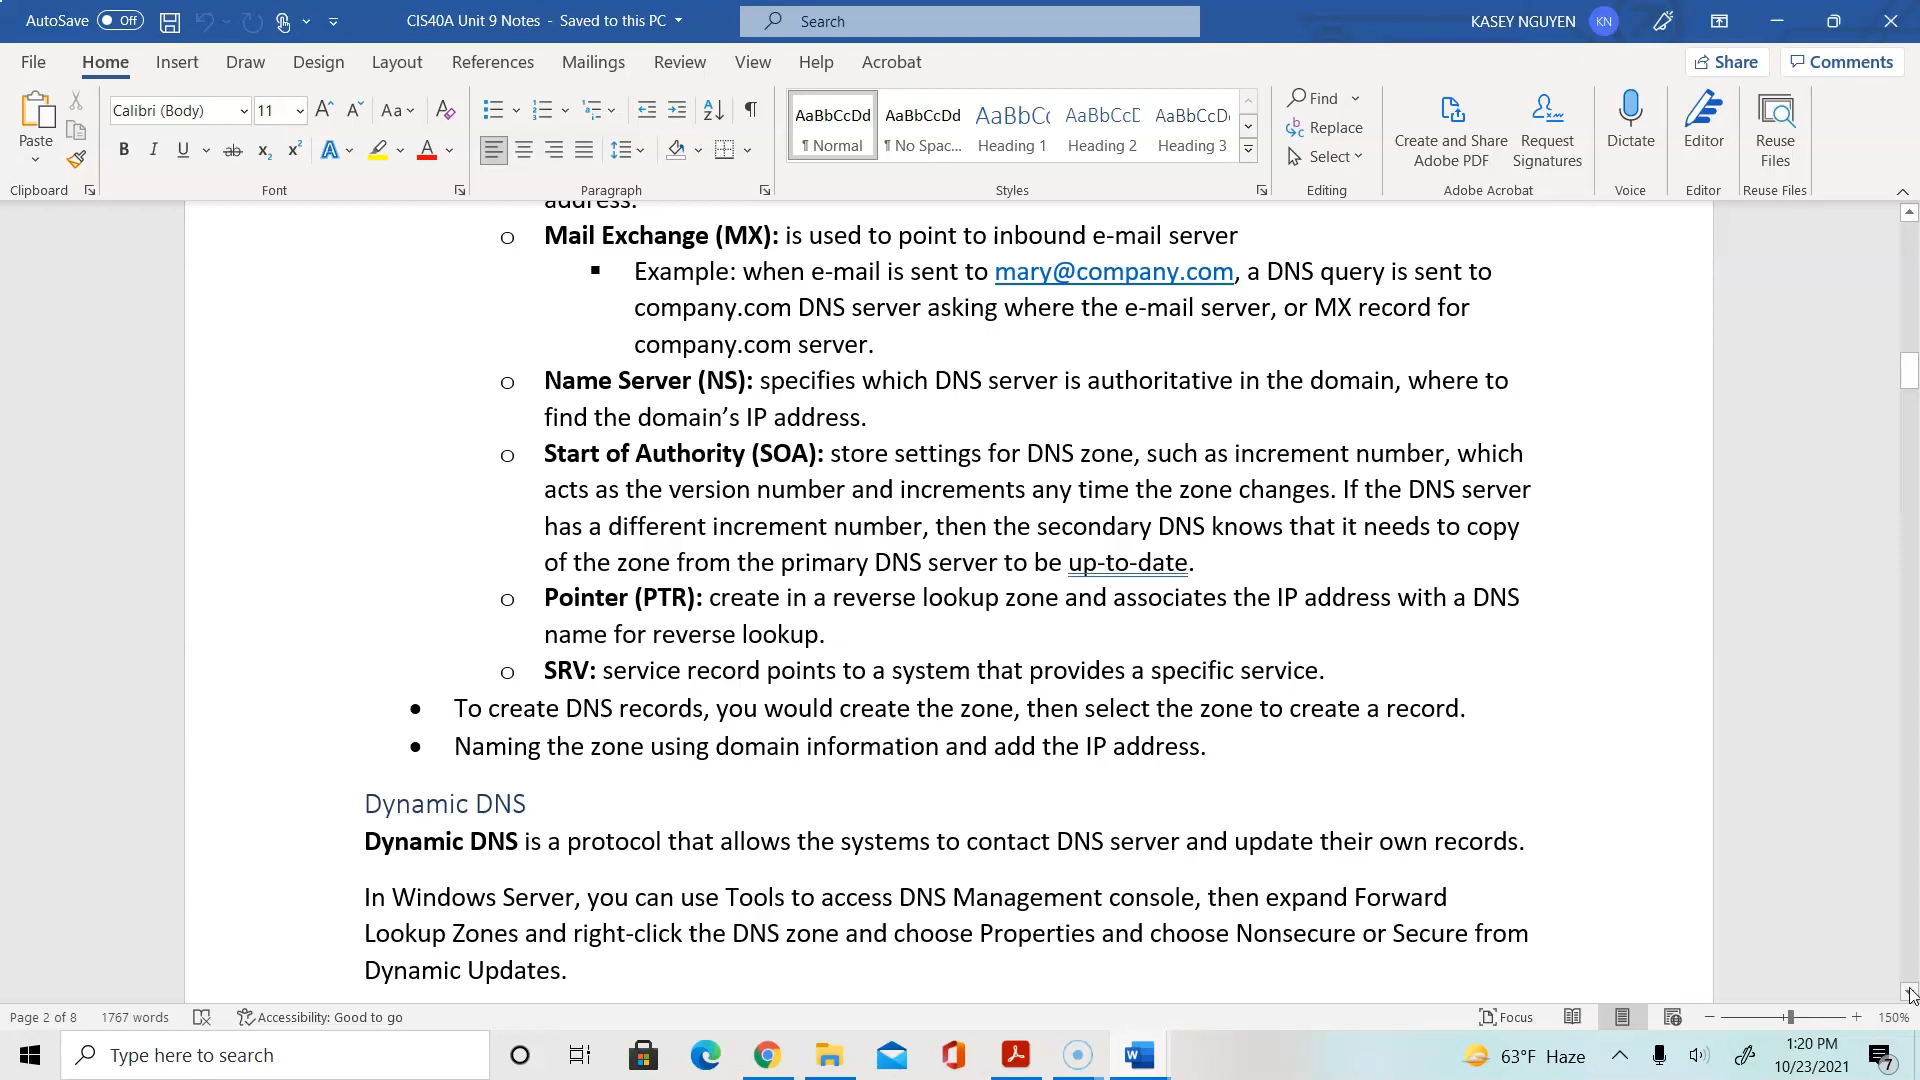 AutoSave Off CIS40A Unit 9 Notes - Saved to this PC Search KASEY NGUYEN KN
File Home Insert Draw Design Layout References Mailings Review View Help Acrobat Share Comments
Paste
Clipboard
Calibri (Body) 11 Aa
B I U ab x₂ x² A A
Font
Paragraph
AaBbCcDd AaBbCcDd AaBbCc AaBbCcD AaBbCcD
¶ Normal ¶ No Spac... Heading 1 Heading 2 Heading 3
Styles
Find
Replace
Select
Editing
Create and Share
Adobe PDF
Request
Signatures
Adobe Acrobat
Dictate
Voice
Editor
Editor
Reuse
Files
Reuse Files
address.
o Mail Exchange (MX): is used to point to inbound e-mail server
▪ Example: when e-mail is sent to mary@company.com, a DNS query is sent to
company.com DNS server asking where the e-mail server, or MX record for
company.com server.
o Name Server (NS): specifies which DNS server is authoritative in the domain, where to
find the domain’s IP address.
o Start of Authority (SOA): store settings for DNS zone, such as increment number, which
acts as the version number and increments any time the zone changes. If the DNS server
has a different increment number, then the secondary DNS knows that it needs to copy
of the zone from the primary DNS server to be up-to-date.
o Pointer (PTR): create in a reverse lookup zone and associates the IP address with a DNS
name for reverse lookup.
o SRV: service record points to a system that provides a specific service.
• To create DNS records, you would create the zone, then select the zone to create a record.
• Naming the zone using domain information and add the IP address.
Dynamic DNS
Dynamic DNS is a protocol that allows the systems to contact DNS server and update their own records.
In Windows Server, you can use Tools to access DNS Management console, then expand Forward
Lookup Zones and right-click the DNS zone and choose Properties and choose Nonsecure or Secure from
Dynamic Updates.
Page 2 of 8 1767 words Accessibility: Good to go Focus 150%
Type here to search 63°F Haze 1:20 PM
10/23/2021 7